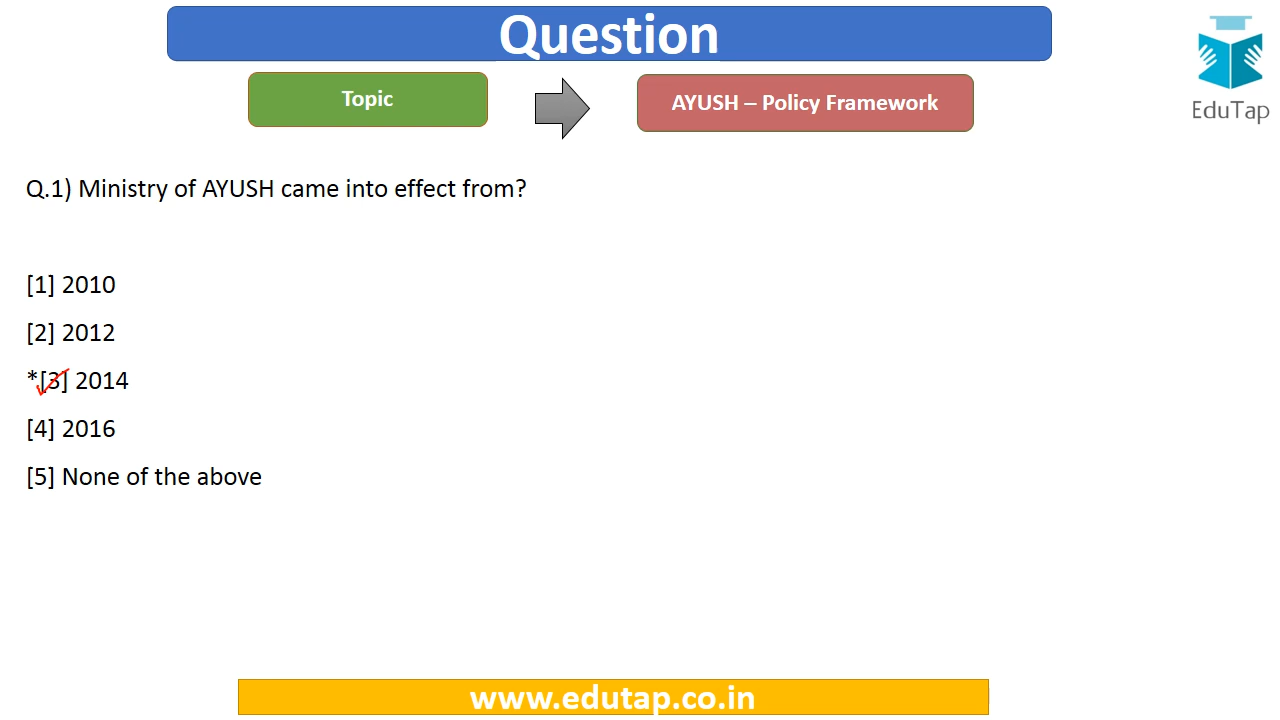 Question
Topic
AYUSH – Policy Framework
EduTap
Q.1) Ministry of AYUSH came into effect from?
[1] 2010
[2] 2012
*[3] 2014
[4] 2016
[5] None of the above
www.edutap.co.in